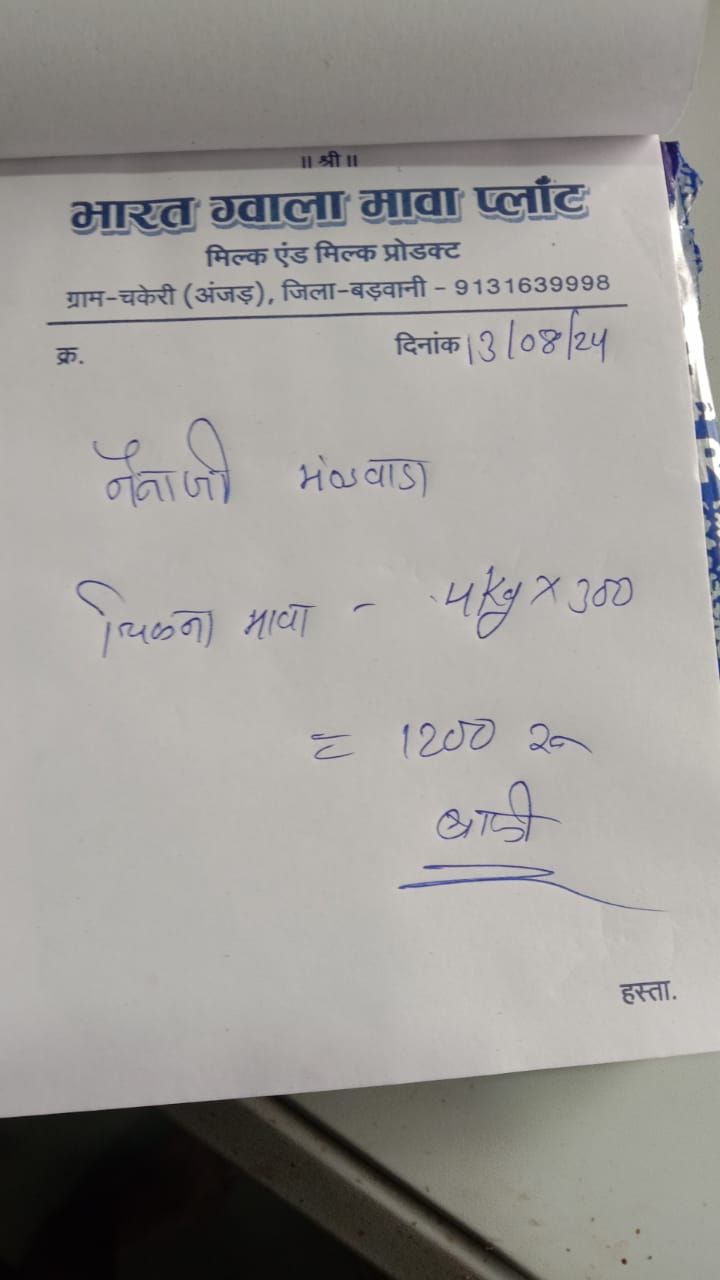 ॥ श्री ॥
भारत ग्वाला मावा प्लाँट
मिल्क एंड मिल्क प्रोडक्ट
ग्राम-चकेरी (अंजड़), जिला-बड़वानी - 9131639998
क्र. दिनांक 13/08/24
नैनाजी मंडवाडा
चिकना मावा - 4Kg × 300
= 1200 रु
बाकी
हस्ता.